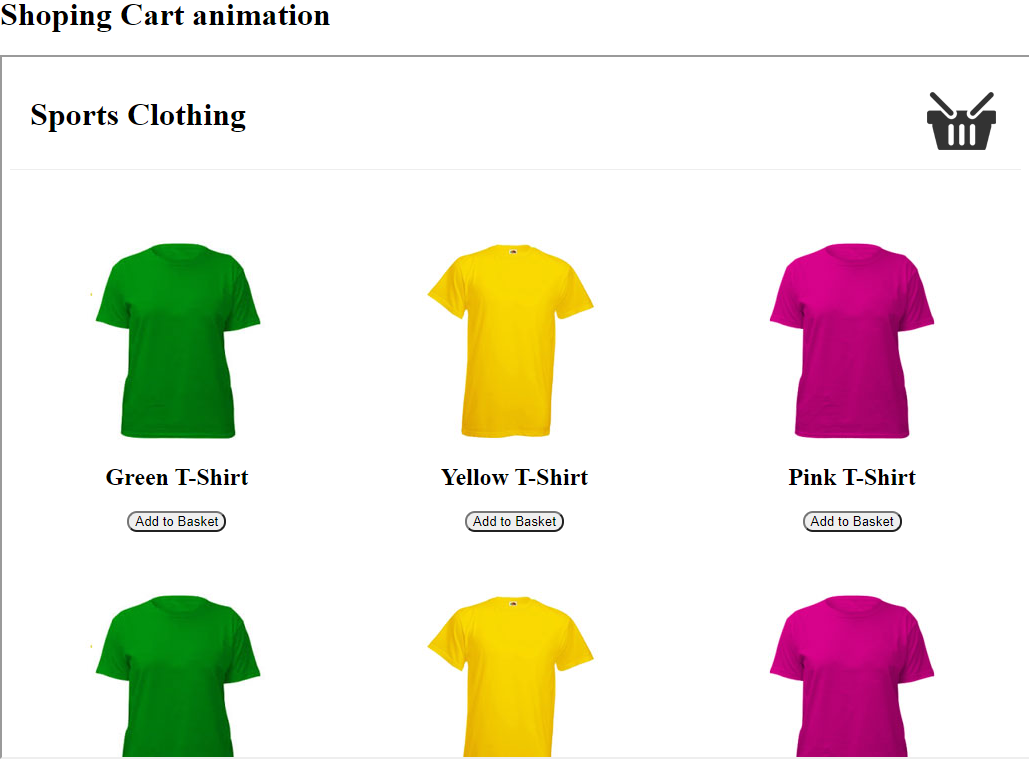 Shoping Cart animation
Sports Clothing
Green T-Shirt
Yellow T-Shirt
Pink T-Shirt
Add to Basket
Add to Basket
Add to Basket